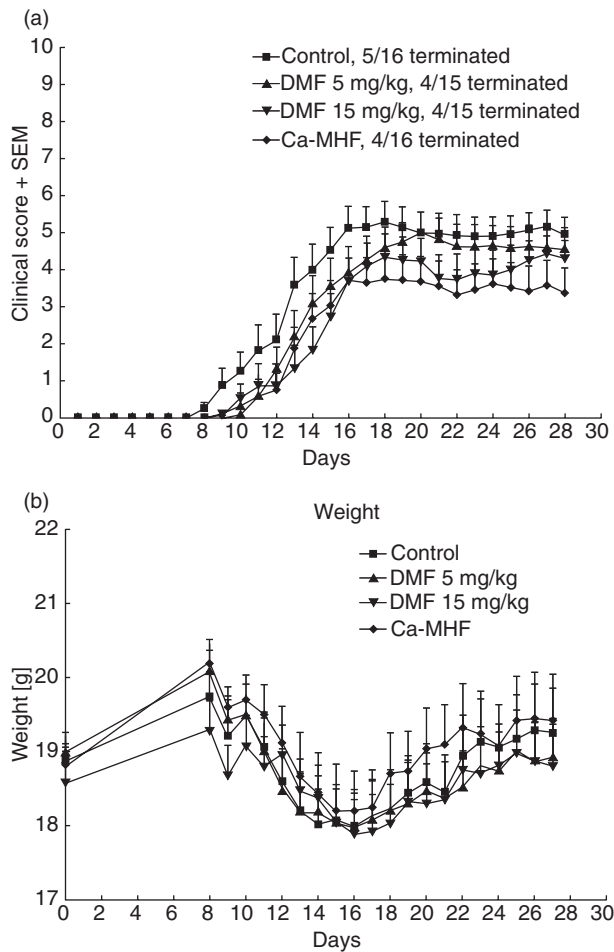 (a)
10
9
8
7
6
5
4
3
2
1
0
Clinical score + SEM
Control, 5/16 terminated
DMF 5 mg/kg, 4/15 terminated
DMF 15 mg/kg, 4/15 terminated
Ca-MHF, 4/16 terminated
0 2 4 6 8 10 12 14 16 18 20 22 24 26 28 30
Days
(b)
Weight
22
21
20
19
18
17
Weight [g]
Control
DMF 5 mg/kg
DMF 15 mg/kg
Ca-MHF
0 2 4 6 8 10 12 14 16 18 20 22 24 26 28 30
Days